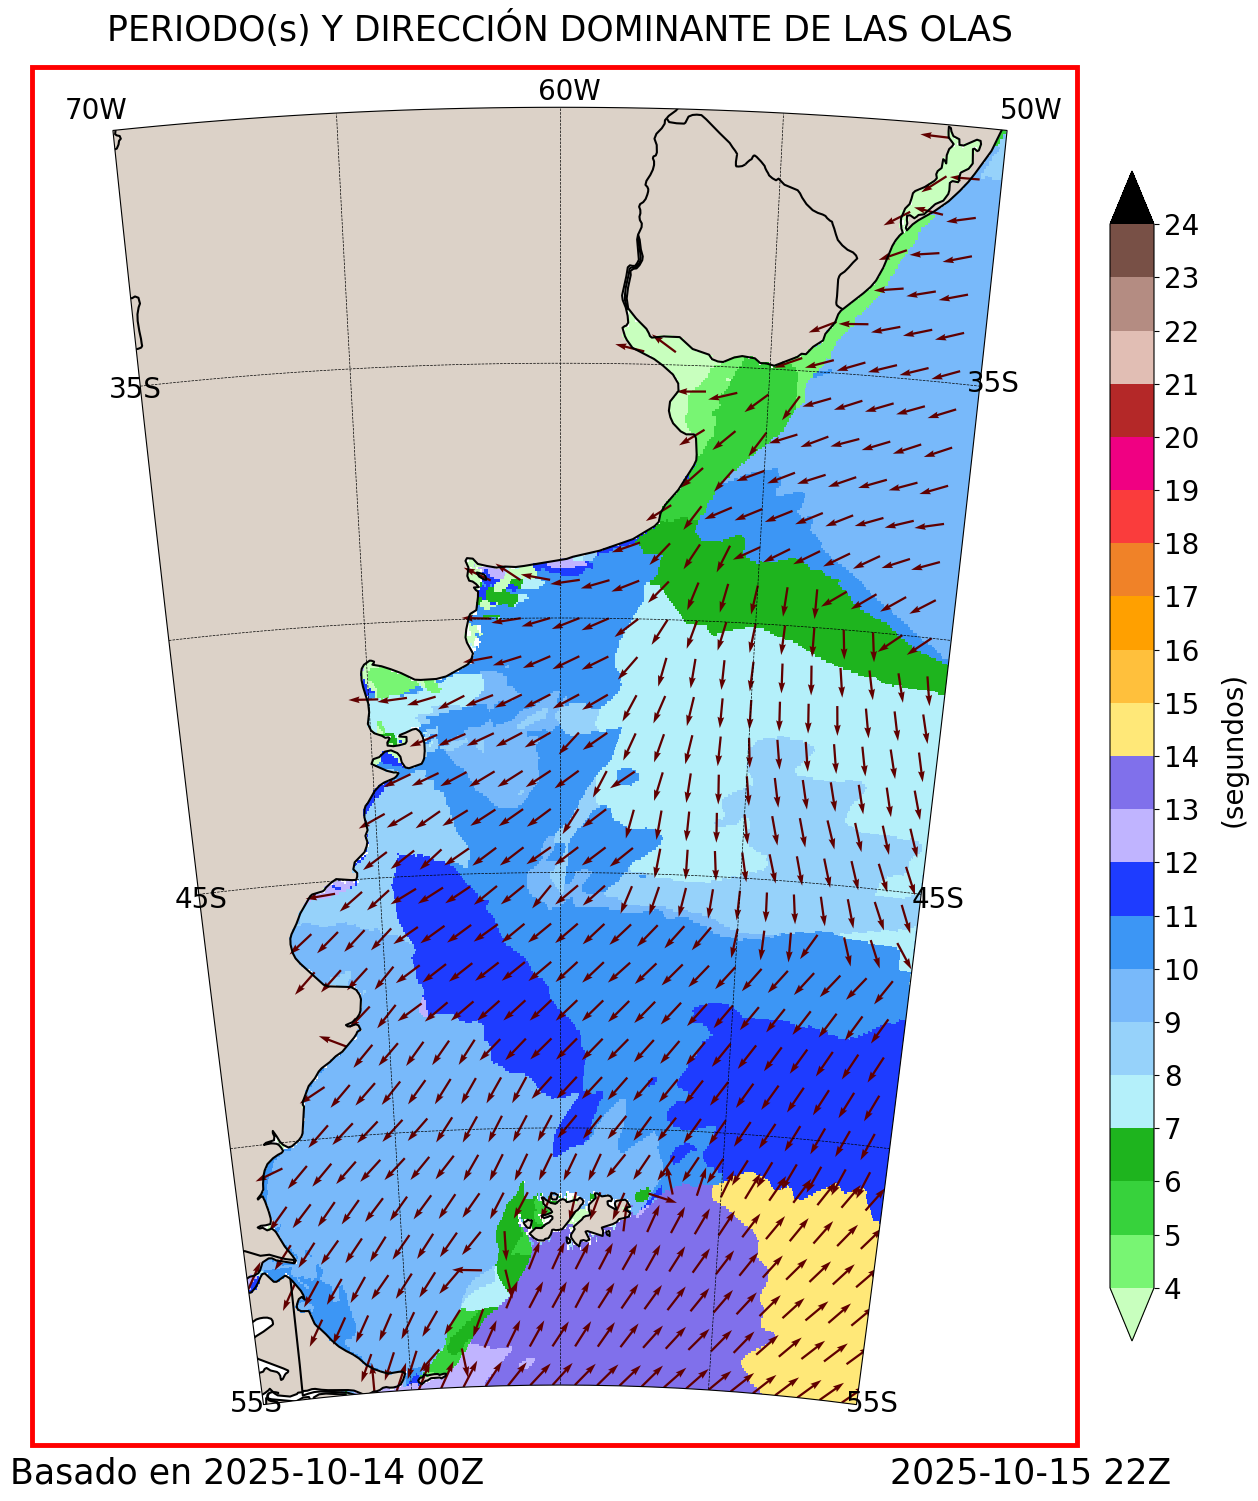 PERIODO(s) Y DIRECCIÓN DOMINANTE DE LAS OLAS
70W
60W
50W
35S
35S
45S
45S
55S
55S
24
23
22
21
20
19
18
17
16
15
14
13
12
11
10
9
8
7
6
5
4
(segundos)
Basado en 2025-10-14 00Z
2025-10-15 22Z